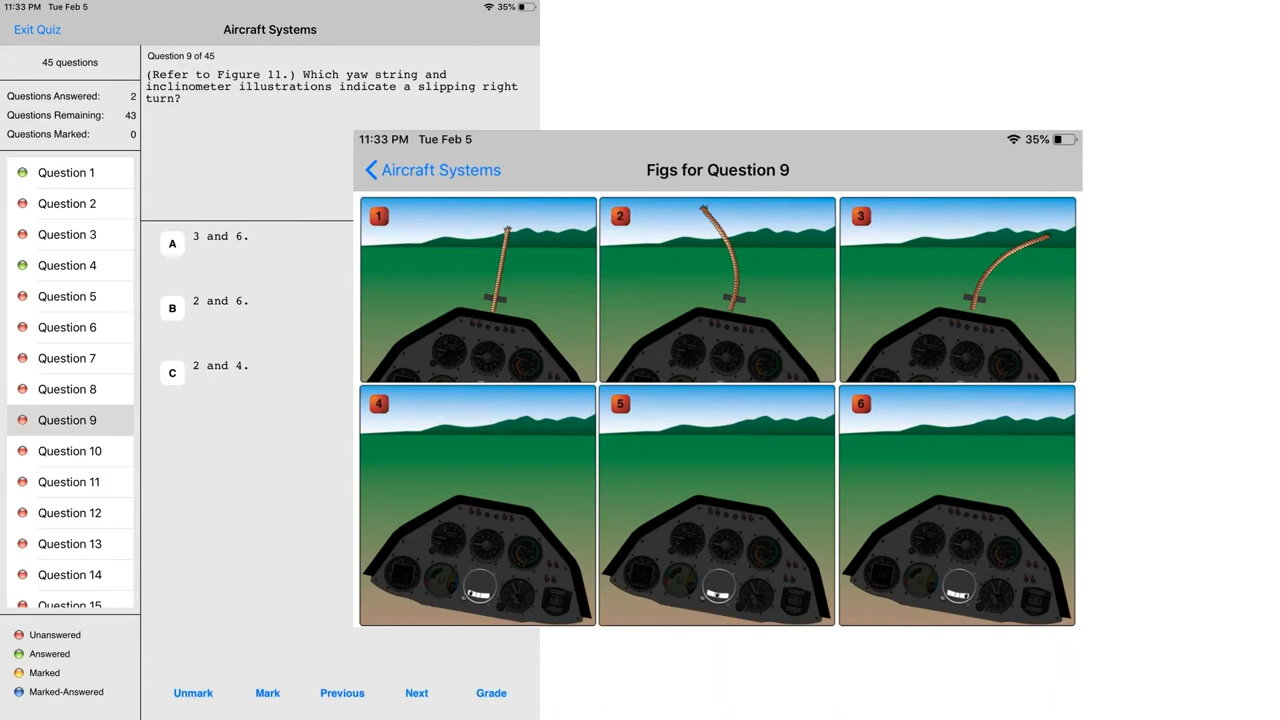 11:33 PM Tue Feb 5
35%
Exit Quiz
Aircraft Systems
45 questions
Questions Answered: 2
Questions Remaining: 43
Questions Marked: 0
Question 1
Question 2
Question 3
Question 4
Question 5
Question 6
Question 7
Question 8
Question 9
Question 10
Question 11
Question 12
Question 13
Question 14
Question 15
Unanswered
Answered
Marked
Marked-Answered
Question 9 of 45
(Refer to Figure 11.) Which yaw string and
inclinometer illustrations indicate a slipping right
turn?
A 3 and 6.
B 2 and 6.
C 2 and 4.
Unmark Mark Previous Next Grade
11:33 PM Tue Feb 5
35%
Aircraft Systems
Figs for Question 9
1
2
3
4
5
6